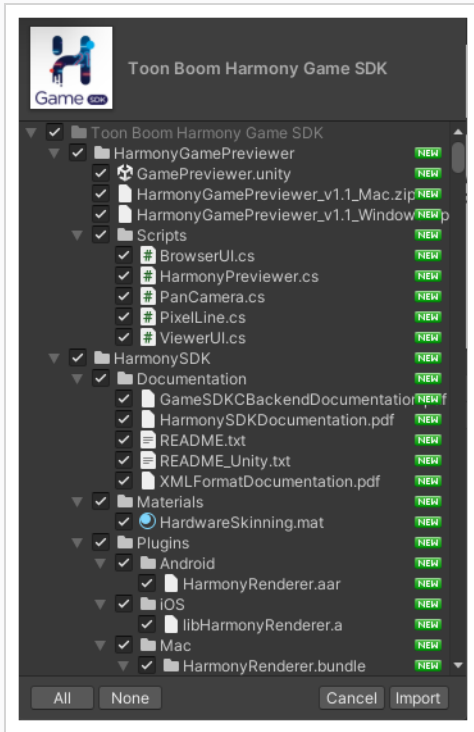 Game SDK
Toon Boom Harmony Game SDK
Toon Boom Harmony Game SDK
HarmonyGamePreviewer NEW
GamePreviewer.unity NEW
HarmonyGamePreviewer_v1.1_Mac.zip NEW
HarmonyGamePreviewer_v1.1_Window NEW p
Scripts NEW
# BrowserUI.cs NEW
# HarmonyPreviewer.cs NEW
# PanCamera.cs NEW
# PixelLine.cs NEW
# ViewerUI.cs NEW
HarmonySDK NEW
Documentation NEW
GameSDKCBackendDocumentation NEW
HarmonySDKDocumentation.pdf NEW
README.txt NEW
README_Unity.txt NEW
XMLFormatDocumentation.pdf NEW
Materials NEW
HardwareSkinning.mat NEW
Plugins NEW
Android NEW
HarmonyRenderer.aar NEW
iOS NEW
libHarmonyRenderer.a NEW
Mac NEW
HarmonyRenderer.bundle NEW
All None Cancel Import